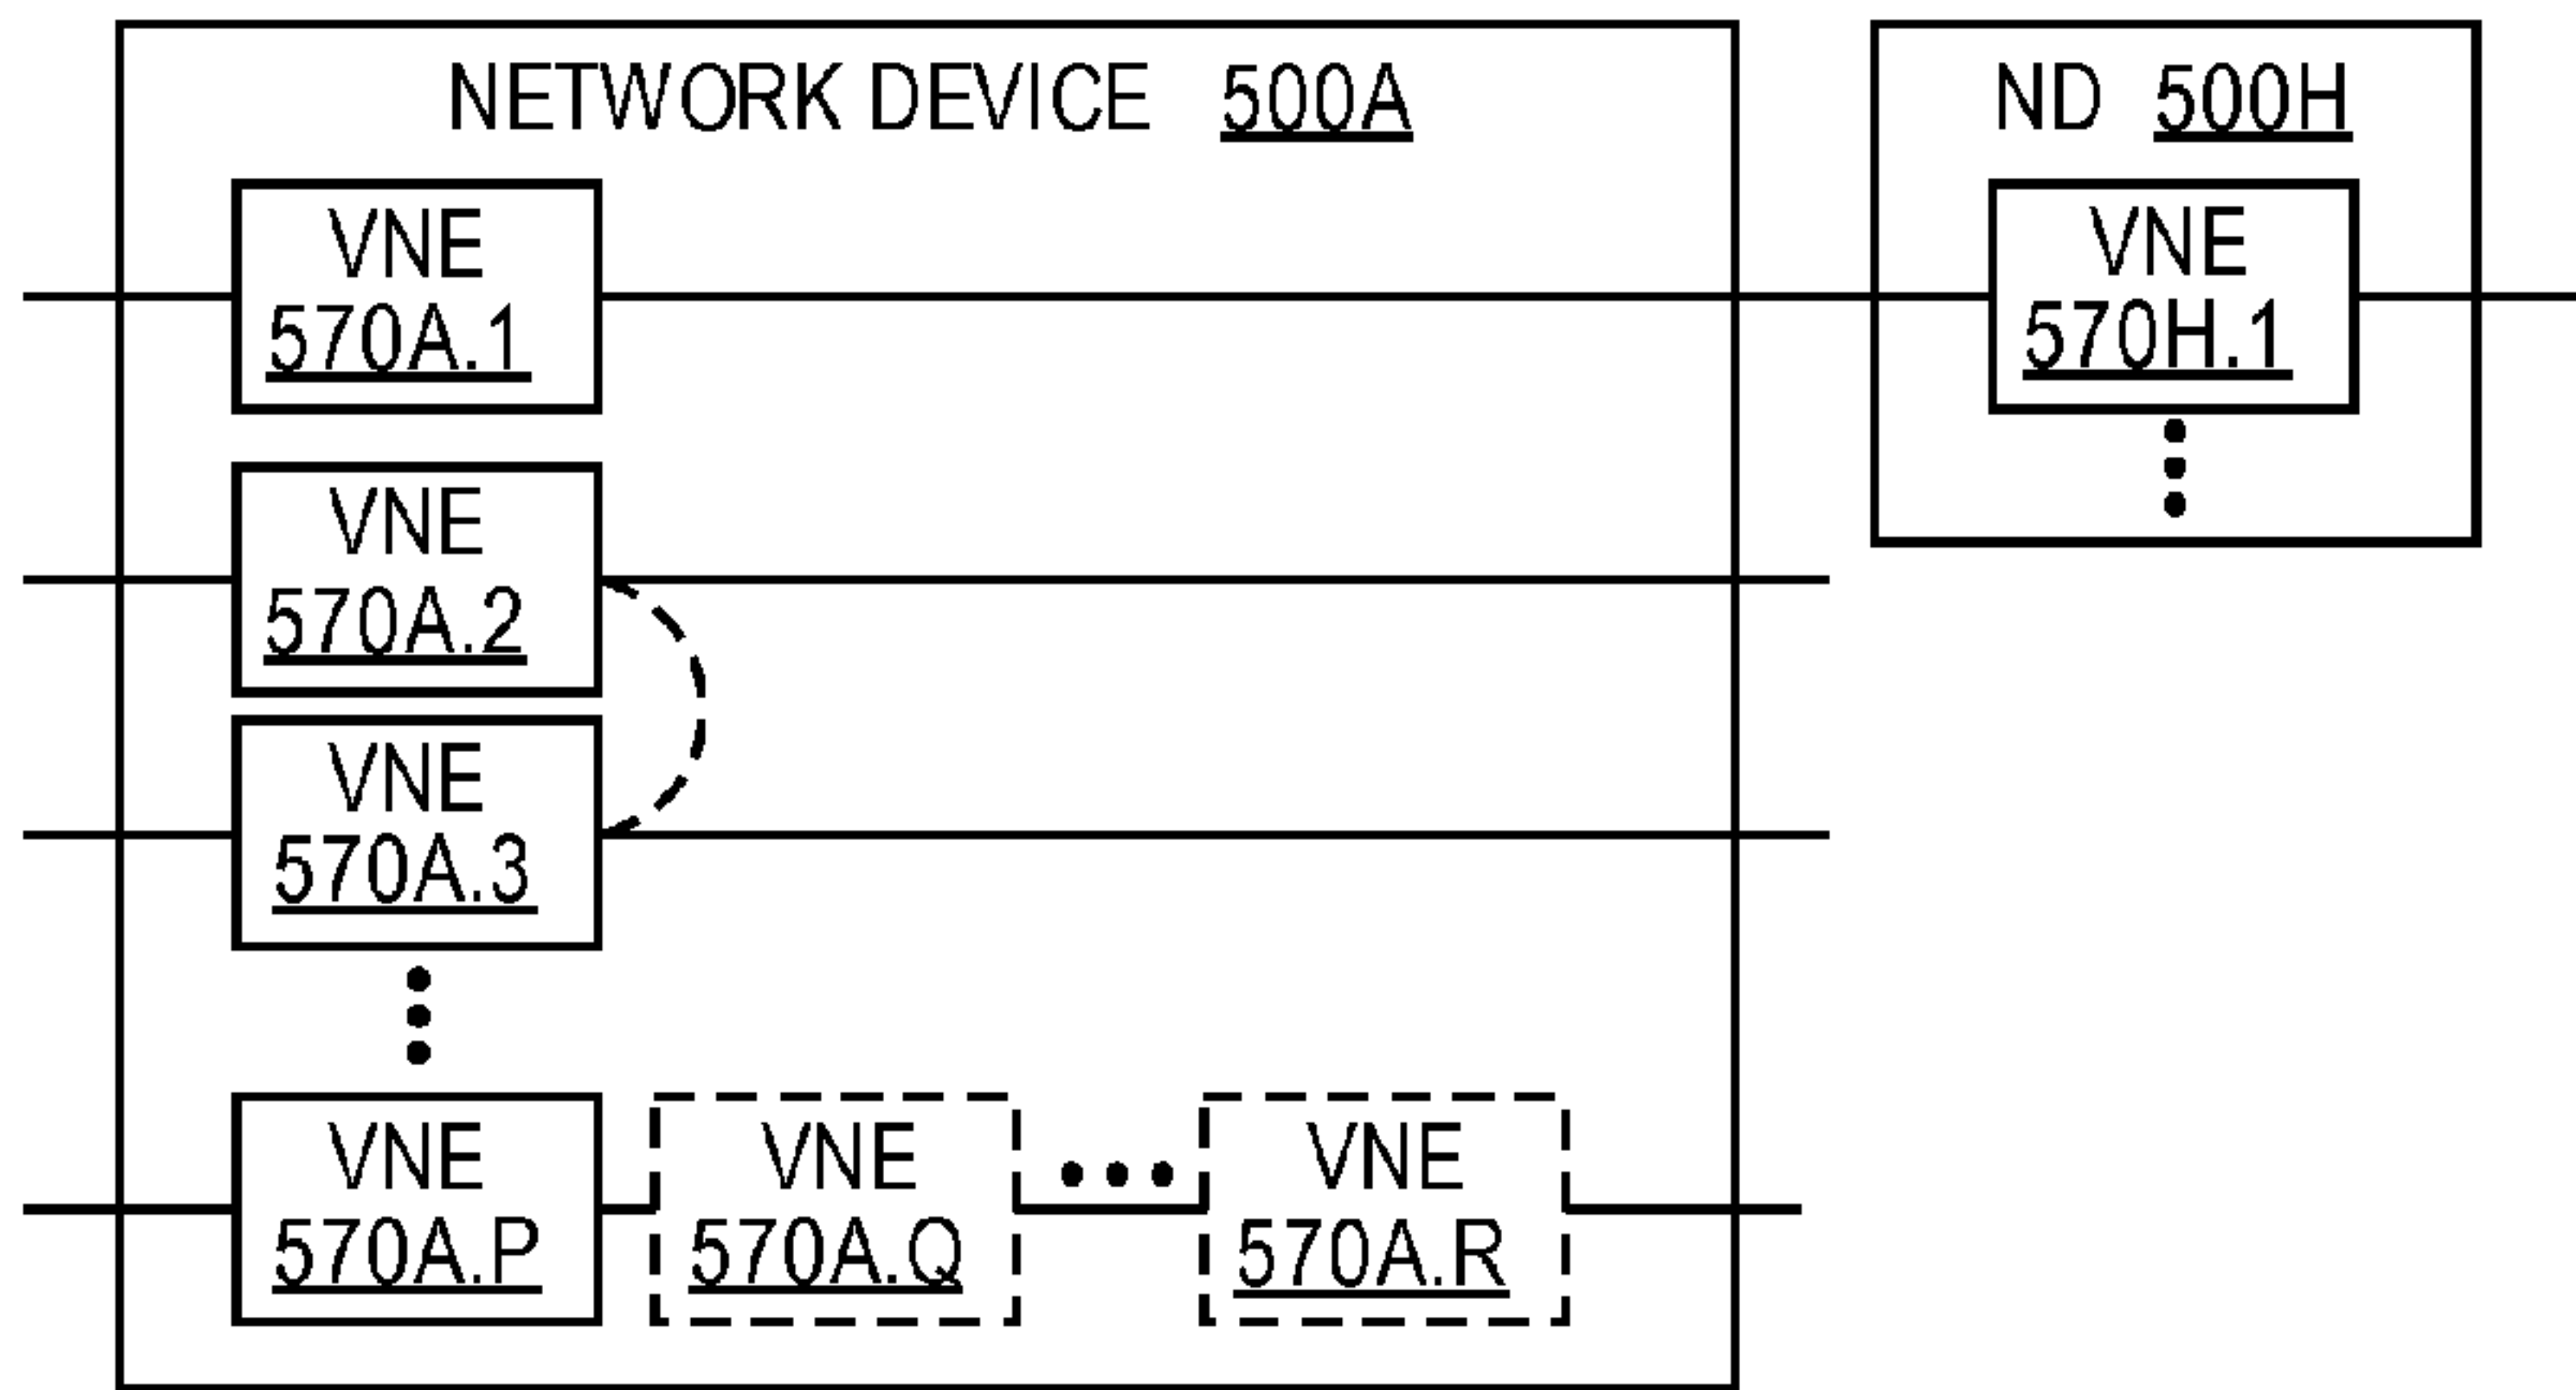 NETWORK DEVICE 500A
ND 500H
VNE
570A.1
VNE
570H.1
VNE
570A.2
VNE
570A.3
VNE
570A.P
VNE
570A.Q
VNE
570A.R